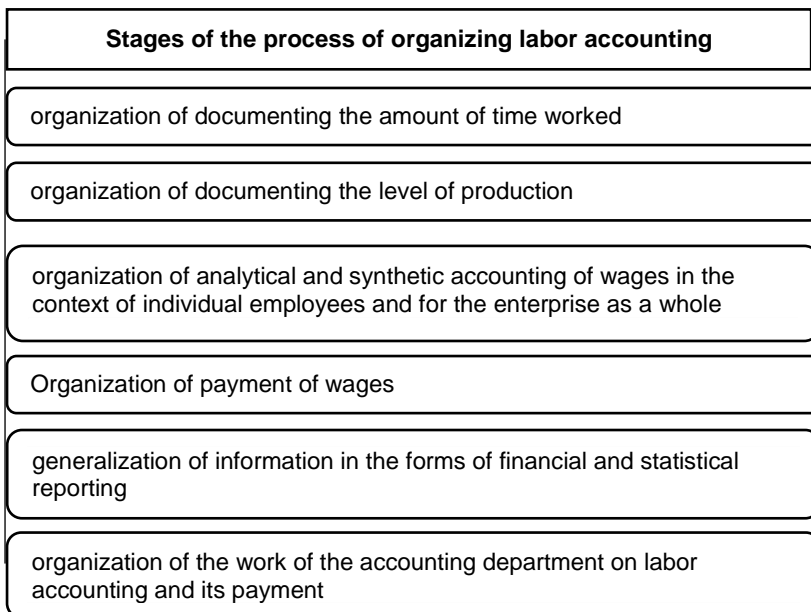 Stages of the process of organizing labor accounting
organization of documenting the amount of time worked
organization of documenting the level of production
organization of analytical and synthetic accounting of wages in the
context of individual employees and for the enterprise as a whole
Organization of payment of wages
generalization of information in the forms of financial and statistical
reporting
organization of the work of the accounting department on labor
accounting and its payment